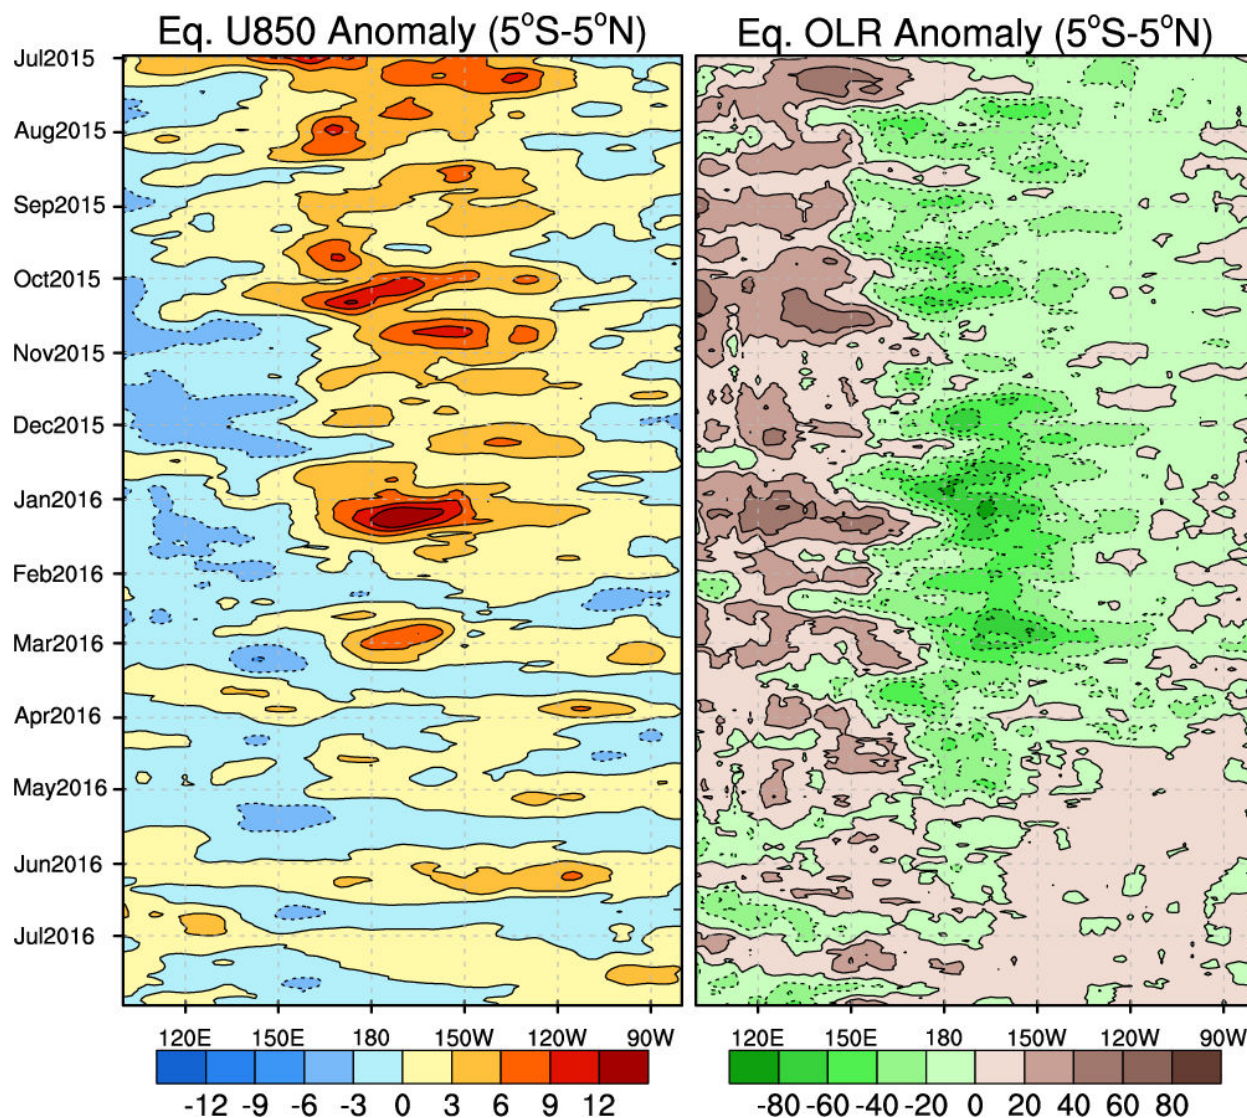 Eq. U850 Anomaly (5°S-5°N)
Eq. OLR Anomaly (5°S-5°N)
Jul2015
Aug2015
Sep2015
Oct2015
Nov2015
Dec2015
Jan2016
Feb2016
Mar2016
Apr2016
May2016
Jun2016
Jul2016
120E 150E 180 150W 120W 90W
120E 150E 180 150W 120W 90W
-12 -9 -6 -3 0 3 6 9 12
-80 -60 -40 -20 0 20 40 60 80